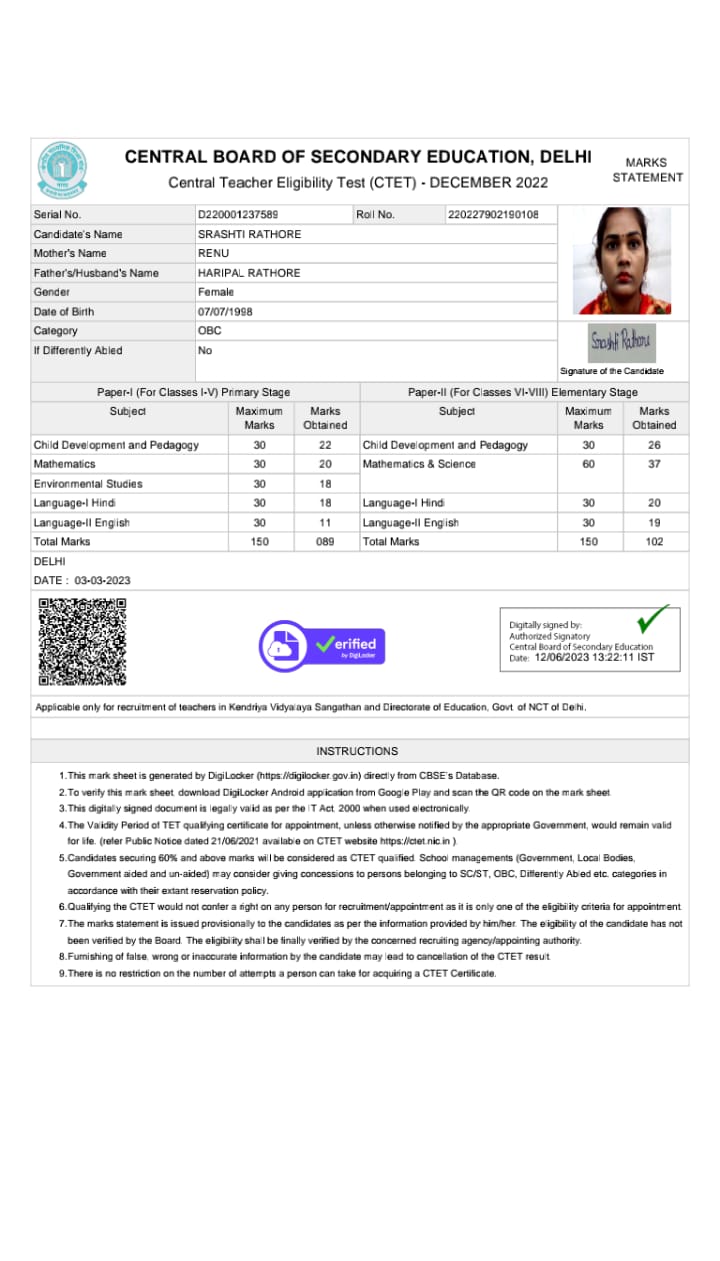 CENTRAL BOARD OF SECONDARY EDUCATION, DELHI
Central Teacher Eligibility Test (CTET) - DECEMBER 2022
MARKS
STATEMENT
Serial No. D220001237589 Roll No. 220227902190108
Candidate's Name SRASHTI RATHORE
Mother's Name RENU
Father's/Husband's Name HARIPAL RATHORE
Gender Female
Date of Birth 07/07/1998
Category OBC
If Differently Abled No
Srashti Rathore
Signature of the Candidate
Paper-I (For Classes I-V) Primary Stage Paper-II (For Classes VI-VIII) Elementary Stage
Subject Maximum Marks Marks Obtained Subject Maximum Marks Marks Obtained
Child Development and Pedagogy 30 22 Child Development and Pedagogy 30 26
Mathematics 30 20 Mathematics & Science 60 37
Environmental Studies 30 18
Language-I Hindi 30 18 Language-I Hindi 30 20
Language-II English 30 11 Language-II English 30 19
Total Marks 150 089 Total Marks 150 102
DELHI
DATE : 03-03-2023
erified
by DigiLocker
Digitally signed by:
Authorized Signatory
Central Board of Secondary Education
Date: 12/06/2023 13:22:11 IST
Applicable only for recruitment of teachers in Kendriya Vidyalaya Sangathan and Directorate of Education, Govt. of NCT of Delhi.
INSTRUCTIONS
1.This mark sheet is generated by DigiLocker (https://digilocker.gov.in) directly from CBSE's Database.
2.To verify this mark sheet, download DigiLocker Android application from Google Play and scan the QR code on the mark sheet.
3.This digitally signed document is legally valid as per the IT Act, 2000 when used electronically.
4.The Validity Period of TET qualifying certificate for appointment, unless otherwise notified by the appropriate Government, would remain valid
for life. (refer Public Notice dated 21/06/2021 available on CTET website https://ctet.nic.in ).
5.Candidates securing 60% and above marks will be considered as CTET qualified. School managements (Government, Local Bodies,
Government aided and un-aided) may consider giving concessions to persons belonging to SC/ST, OBC, Differently Abled etc. categories in
accordance with their extant reservation policy.
6.Qualifying the CTET would not confer a right on any person for recruitment/appointment as it is only one of the eligibility criteria for appointment.
7.The marks statement is issued provisionally to the candidates as per the information provided by him/her. The eligibility of the candidate has not
been verified by the Board. The eligibility shall be finally verified by the concerned recruiting agency/appointing authority.
8.Furnishing of false, wrong or inaccurate information by the candidate may lead to cancellation of the CTET result.
9.There is no restriction on the number of attempts a person can take for acquiring a CTET Certificate.